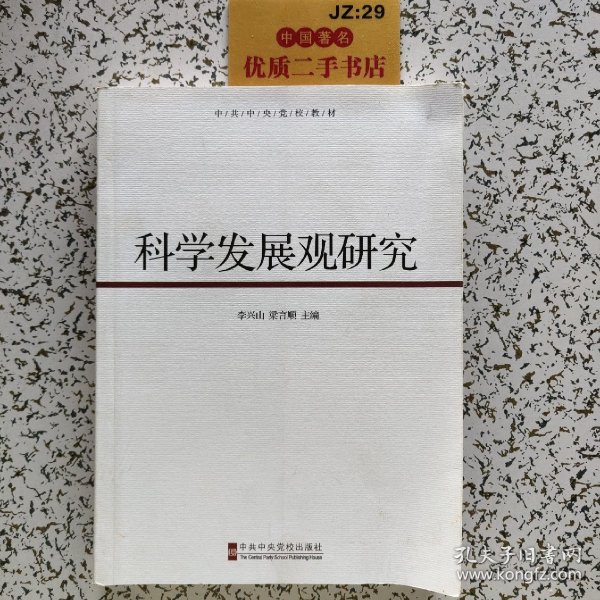 JZ:29
中国著名
优质二手书店
中/共/中/央/党/校/教/材
科学发展观研究
李兴山 梁言顺 主编
中共中央党校出版社
The Central Party School Publishing House
孔夫子旧书网
www.kongfz.com